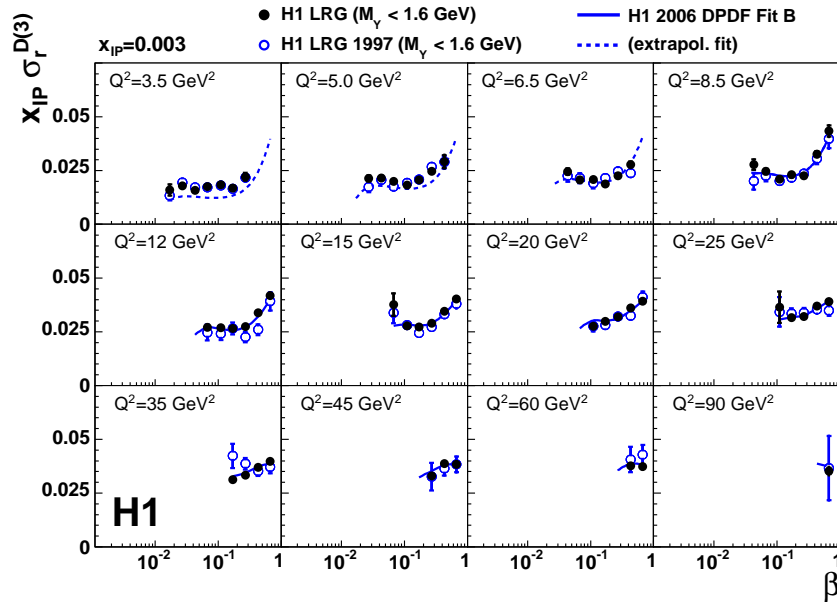 ● H1 LRG (M_Y < 1.6 GeV) — H1 2006 DPDF Fit B
x_IP=0.003 ○ H1 LRG 1997 (M_Y < 1.6 GeV) (extrapol. fit)
x_IP σ_r^D(3)
Q²=3.5 GeV² Q²=5.0 GeV² Q²=6.5 GeV² Q²=8.5 GeV²
0.05
0.025
0
Q²=12 GeV² Q²=15 GeV² Q²=20 GeV² Q²=25 GeV²
0.05
0.025
0
Q²=35 GeV² Q²=45 GeV² Q²=60 GeV² Q²=90 GeV²
0.05
0.025
H1
10⁻² 10⁻¹ 1 10⁻² 10⁻¹ 1 10⁻² 10⁻¹ 1 10⁻² 10⁻¹ 1
β